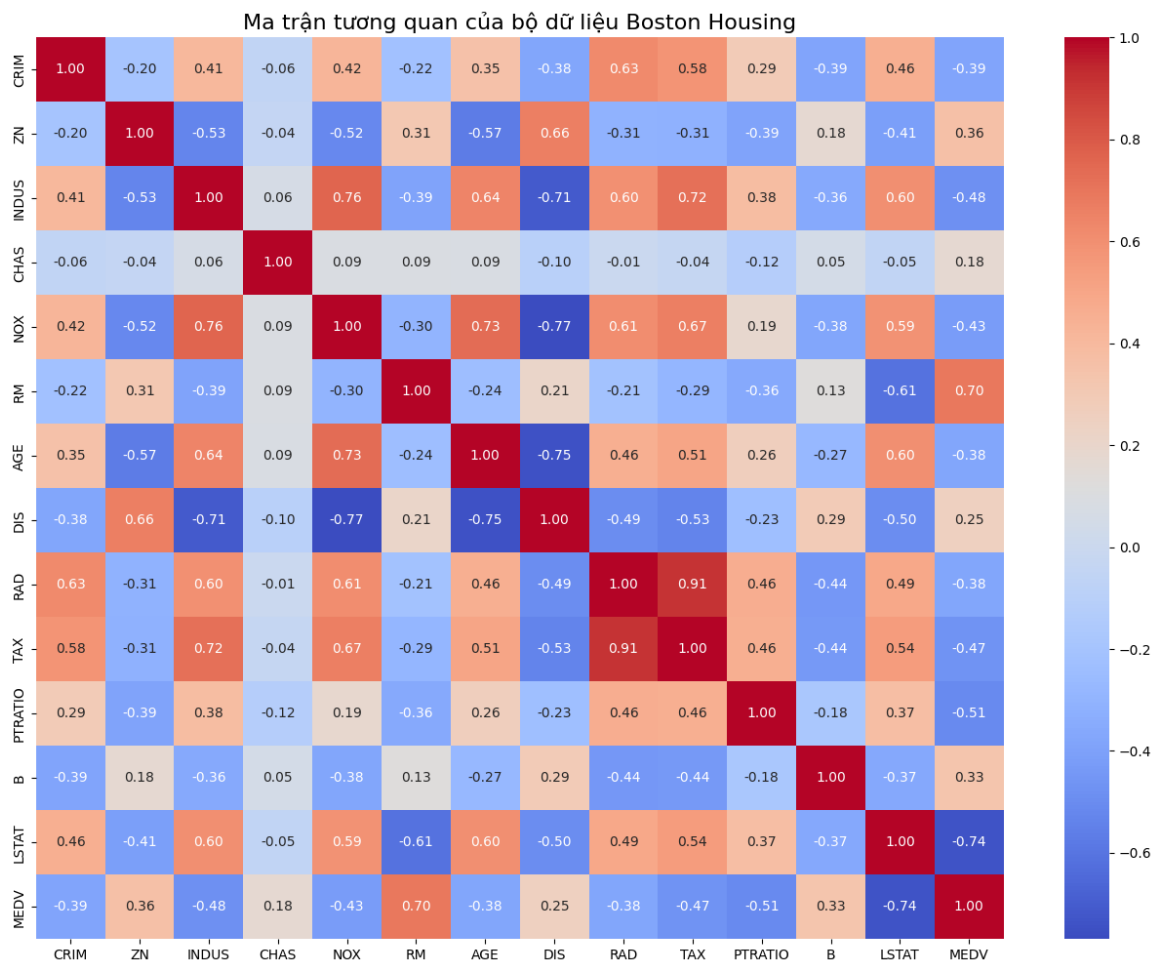 Ma trận tương quan của bộ dữ liệu Boston Housing
CRIM 1.00 -0.20 0.41 -0.06 0.42 -0.22 0.35 -0.38 0.63 0.58 0.29 -0.39 0.46 -0.39
ZN -0.20 1.00 -0.53 -0.04 -0.52 0.31 -0.57 0.66 -0.31 -0.31 -0.39 0.18 -0.41 0.36
INDUS 0.41 -0.53 1.00 0.06 0.76 -0.39 0.64 -0.71 0.60 0.72 0.38 -0.36 0.60 -0.48
CHAS -0.06 -0.04 0.06 1.00 0.09 0.09 0.09 -0.10 -0.01 -0.04 -0.12 0.05 -0.05 0.18
NOX 0.42 -0.52 0.76 0.09 1.00 -0.30 0.73 -0.77 0.61 0.67 0.19 -0.38 0.59 -0.43
RM -0.22 0.31 -0.39 0.09 -0.30 1.00 -0.24 0.21 -0.21 -0.29 -0.36 0.13 -0.61 0.70
AGE 0.35 -0.57 0.64 0.09 0.73 -0.24 1.00 -0.75 0.46 0.51 0.26 -0.27 0.60 -0.38
DIS -0.38 0.66 -0.71 -0.10 -0.77 0.21 -0.75 1.00 -0.49 -0.53 -0.23 0.29 -0.50 0.25
RAD 0.63 -0.31 0.60 -0.01 0.61 -0.21 0.46 -0.49 1.00 0.91 0.46 -0.44 0.49 -0.38
TAX 0.58 -0.31 0.72 -0.04 0.67 -0.29 0.51 -0.53 0.91 1.00 0.46 -0.44 0.54 -0.47
PTRATIO 0.29 -0.39 0.38 -0.12 0.19 -0.36 0.26 -0.23 0.46 0.46 1.00 -0.18 0.37 -0.51
B -0.39 0.18 -0.36 0.05 -0.38 0.13 -0.27 0.29 -0.44 -0.44 -0.18 1.00 -0.37 0.33
LSTAT 0.46 -0.41 0.60 -0.05 0.59 -0.61 0.60 -0.50 0.49 0.54 0.37 -0.37 1.00 -0.74
MEDV -0.39 0.36 -0.48 0.18 -0.43 0.70 -0.38 0.25 -0.38 -0.47 -0.51 0.33 -0.74 1.00
CRIM ZN INDUS CHAS NOX RM AGE DIS RAD TAX PTRATIO B LSTAT MEDV
1.0
0.8
0.6
0.4
0.2
0.0
−0.2
−0.4
−0.6